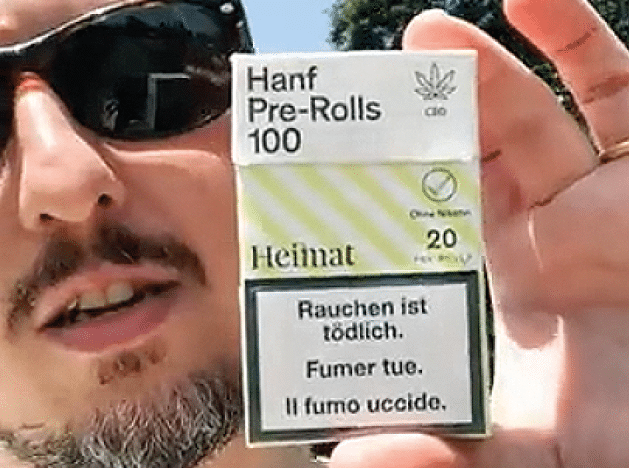 Hanf
Pre-Rolls
100
CBD
Ohne Nikotin
20
Heimat
Rauchen ist
tödlich.
Fumer tue.
Il fumo uccide.